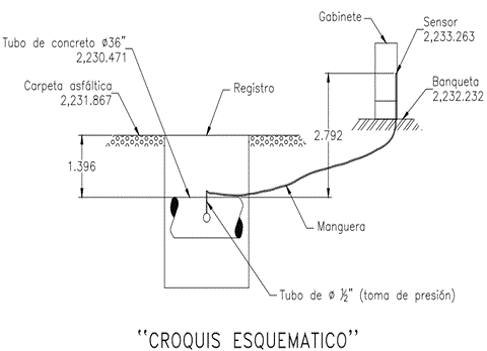 Gabinete
Sensor
2,233.263
Tubo de concreto ø36"
2,230.471
Carpeta asfáltica
2,231.867
Registro
Banqueta
2,232.232
2.792
1.396
Manguera
Tubo de ø ½" (toma de presión)
"CROQUIS ESQUEMATICO"